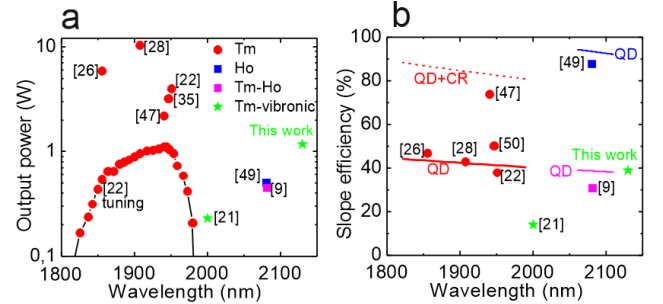 a
b
Output power (W)
10
1
0,1
[26]
[28]
[22]
[35]
[47]
[22]
tuning
Tm
Ho
Tm-Ho
Tm-vibronic
This work
[49]
[9]
[21]
1800
1900
2000
2100
Wavelength (nm)
Slope efficiency (%)
100
80
60
40
20
0
QD
[49]
QD+CR
[47]
[50]
[26]
[28]
QD
[22]
This work
QD
[9]
[21]
1800
1900
2000
2100
Wavelength (nm)